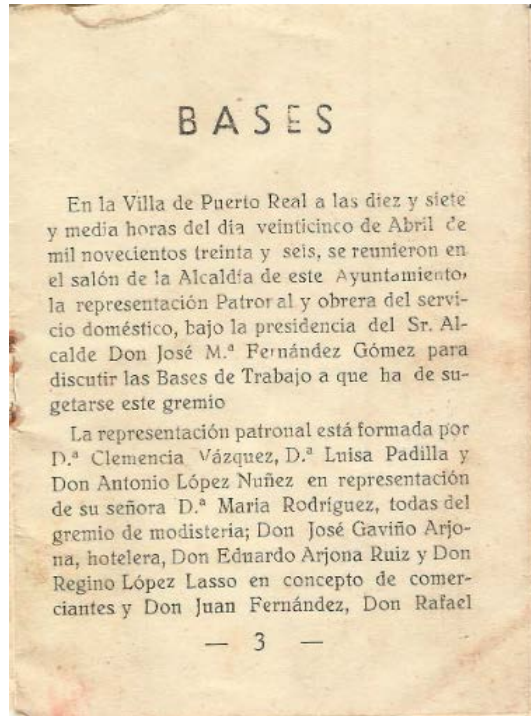 BASES
En la Villa de Puerto Real a las diez y siete
y media horas del dia veinticinco de Abril de
mil novecientos treinta y seis, se reunieron en
el salón de la Alcaldía de este Ayuntamiento,
la representación Patronal y obrera del servi-
cio doméstico, bajo la presidencia del Sr. Al-
calde Don José M.ª Fernández Gómez para
discutir las Bases de Trabajo a que ha de su-
getarse este gremio
La representación patronal está formada por
D.ª Clemencia Vázquez, D.ª Luisa Padilla y
Don Antonio López Nuñez en representación
de su señora D.ª Maria Rodríguez, todas del
gremio de modisteria; Don José Gaviño Arjo-
na, hotelera, Don Eduardo Arjona Ruiz y Don
Regino López Lasso en concepto de comer-
ciantes y Don Juan Fernández, Don Rafael
— 3 —